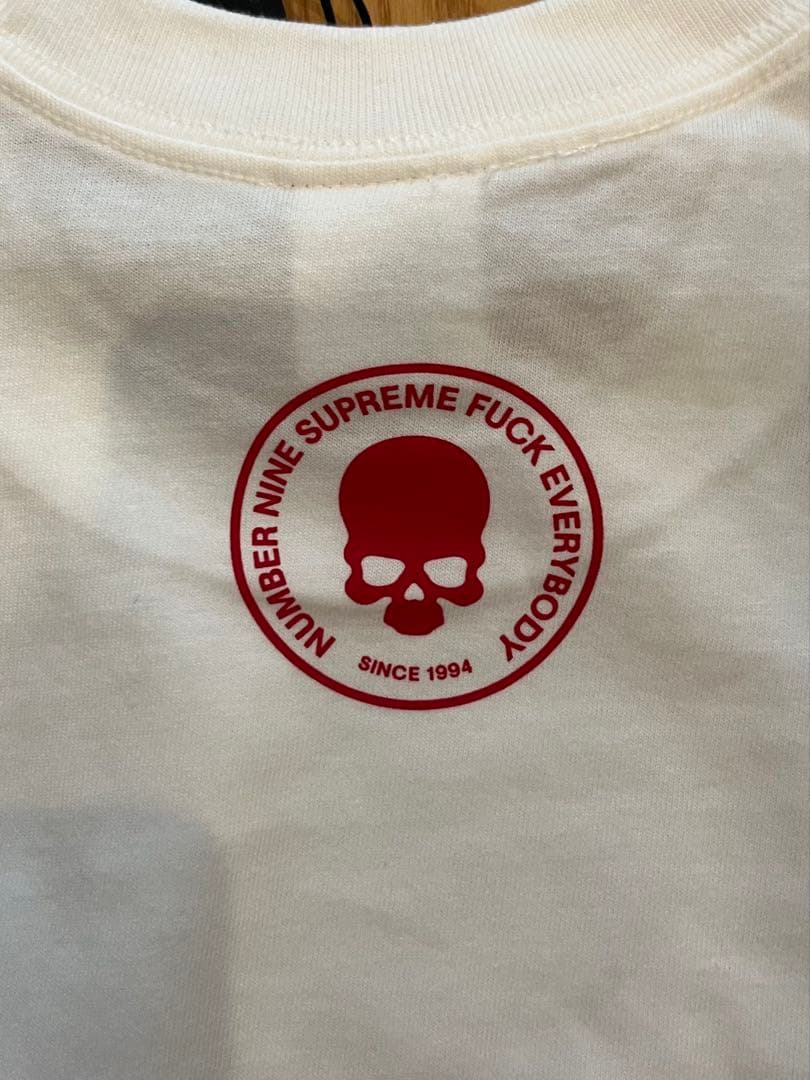 NUMBER NINE SUPREME FUCK EVERYBODY
SINCE 1994